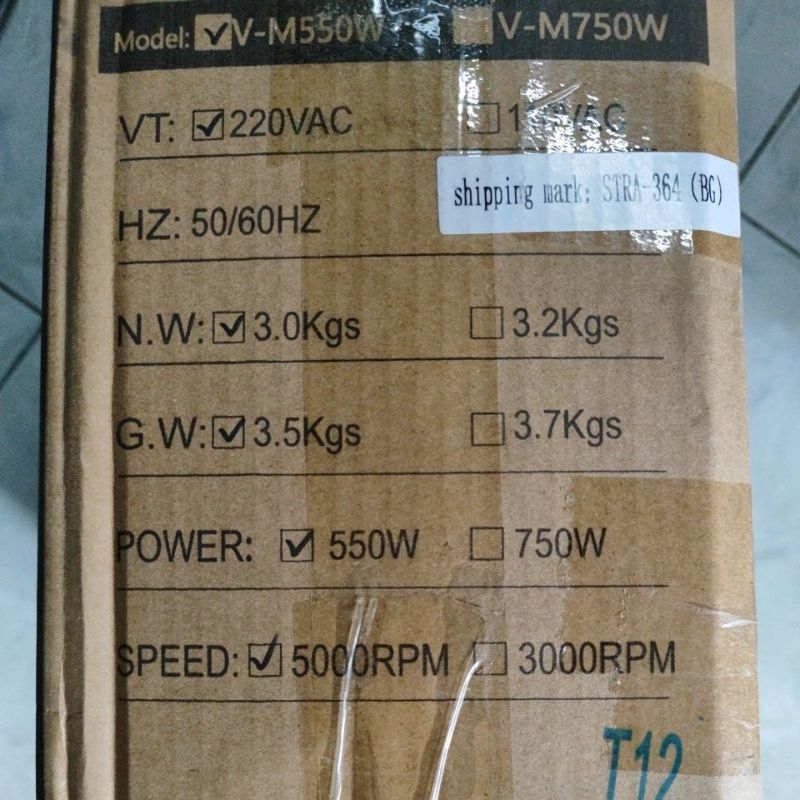 Model: ☑V-M550W ☐V-M750W
VT: ☑220VAC ☐
shipping mark: STRA-364 (BG)
HZ: 50/60HZ
N.W: ☑3.0Kgs ☐3.2Kgs
G.W: ☑3.5Kgs ☐3.7Kgs
POWER: ☑ 550W ☐750W
SPEED: ☑5000RPM ☐3000RPM
T12